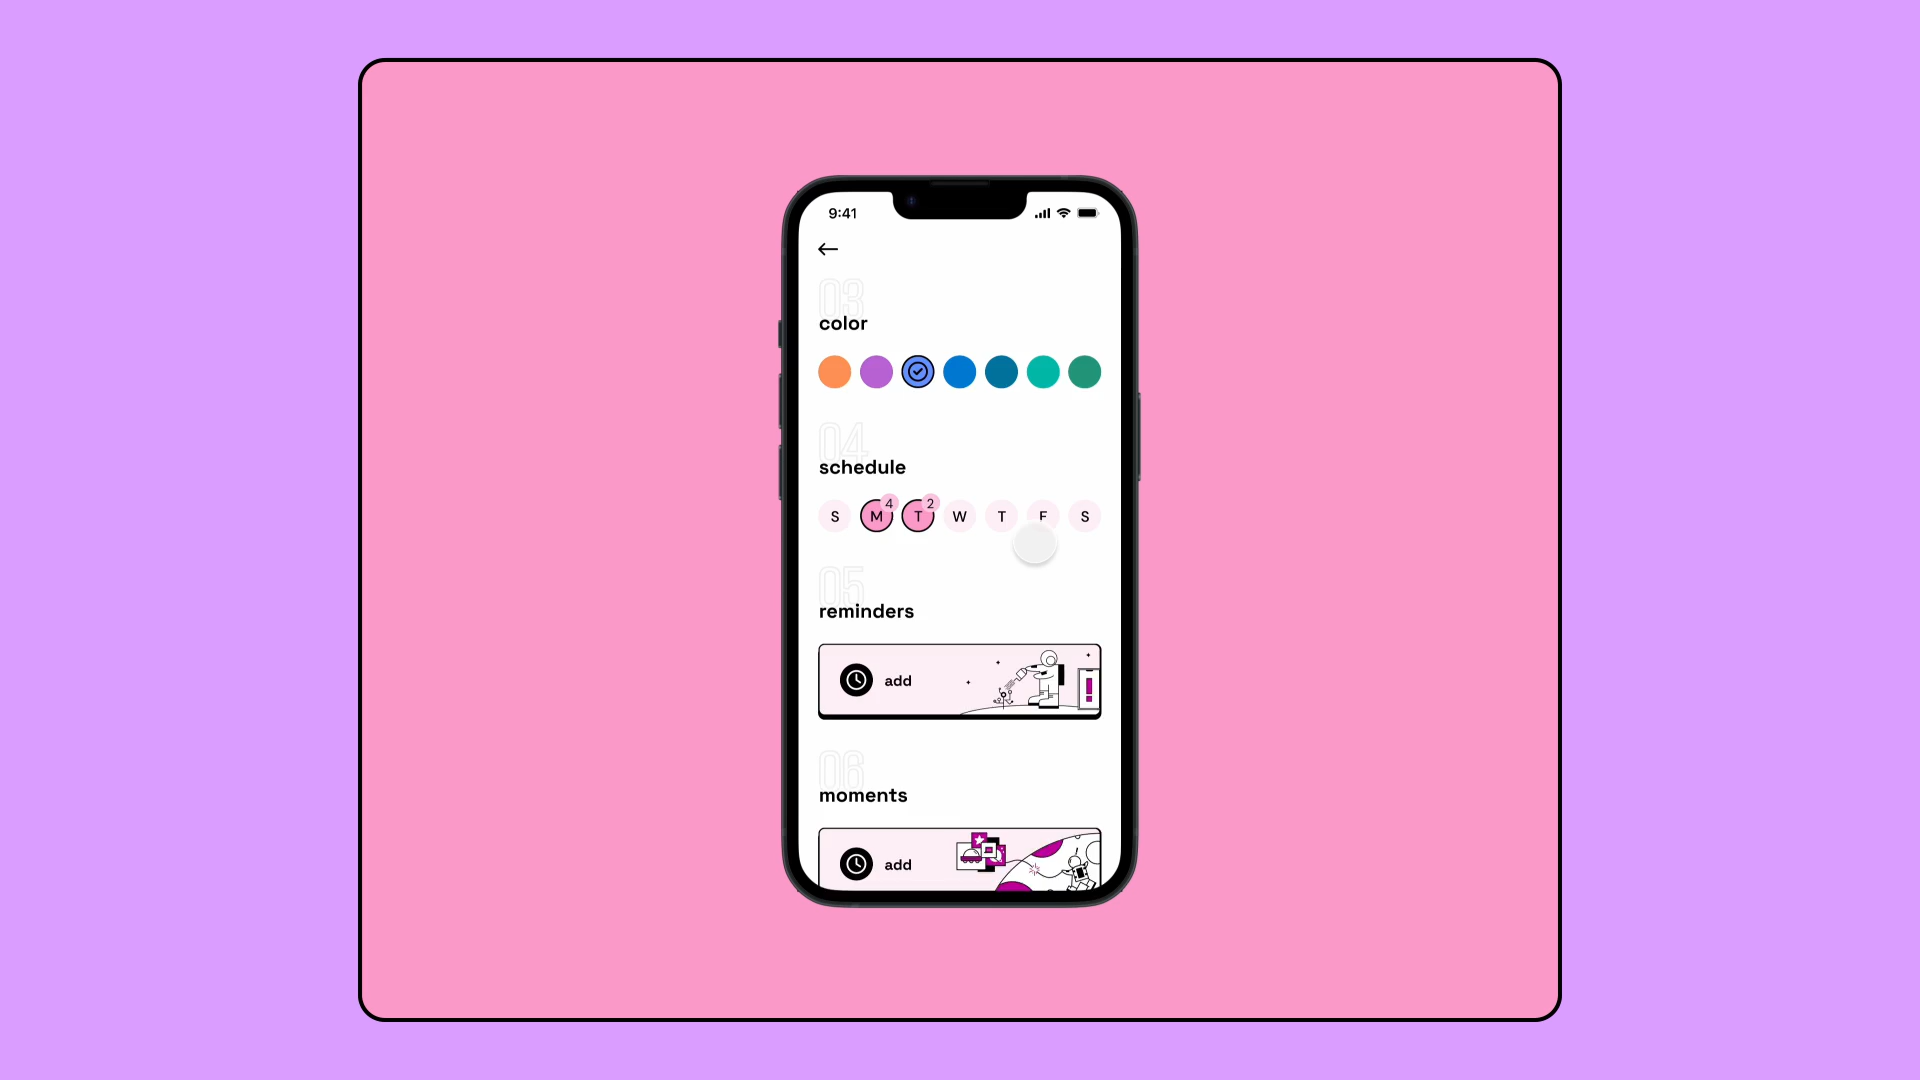 9:41
03
color
04
schedule
S M 4 T 2 W T F S
05
reminders
add
06
moments
add